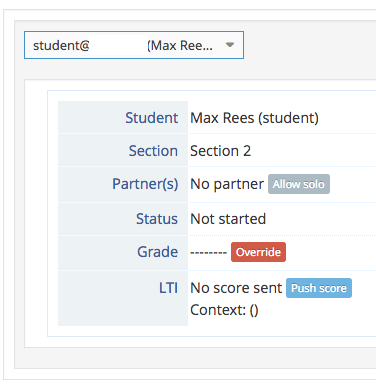 student@ (Max Ree...
Student Max Rees (student)
Section Section 2
Partner(s) No partner Allow solo
Status Not started
Grade -------- Override
LTI No score sent Push score
Context: ()